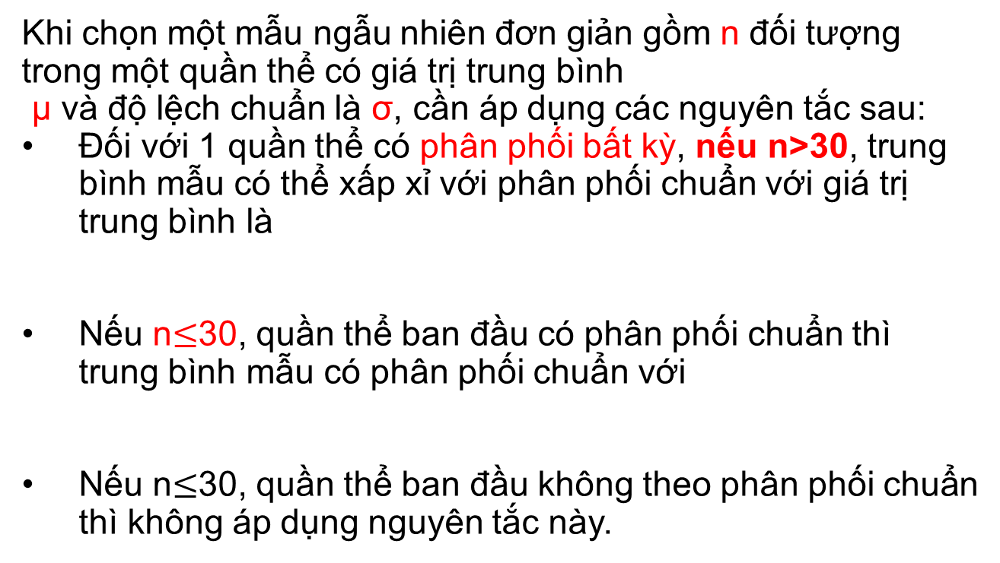 Khi chọn một mẫu ngẫu nhiên đơn giản gồm n đối tượng
trong một quần thể có giá trị trung bình
μ và độ lệch chuẩn là σ, cần áp dụng các nguyên tắc sau:
• Đối với 1 quần thể có phân phối bất kỳ, nếu n>30, trung
bình mẫu có thể xấp xỉ với phân phối chuẩn với giá trị
trung bình là
• Nếu n≤30, quần thể ban đầu có phân phối chuẩn thì
trung bình mẫu có phân phối chuẩn với
• Nếu n≤30, quần thể ban đầu không theo phân phối chuẩn
thì không áp dụng nguyên tắc này.